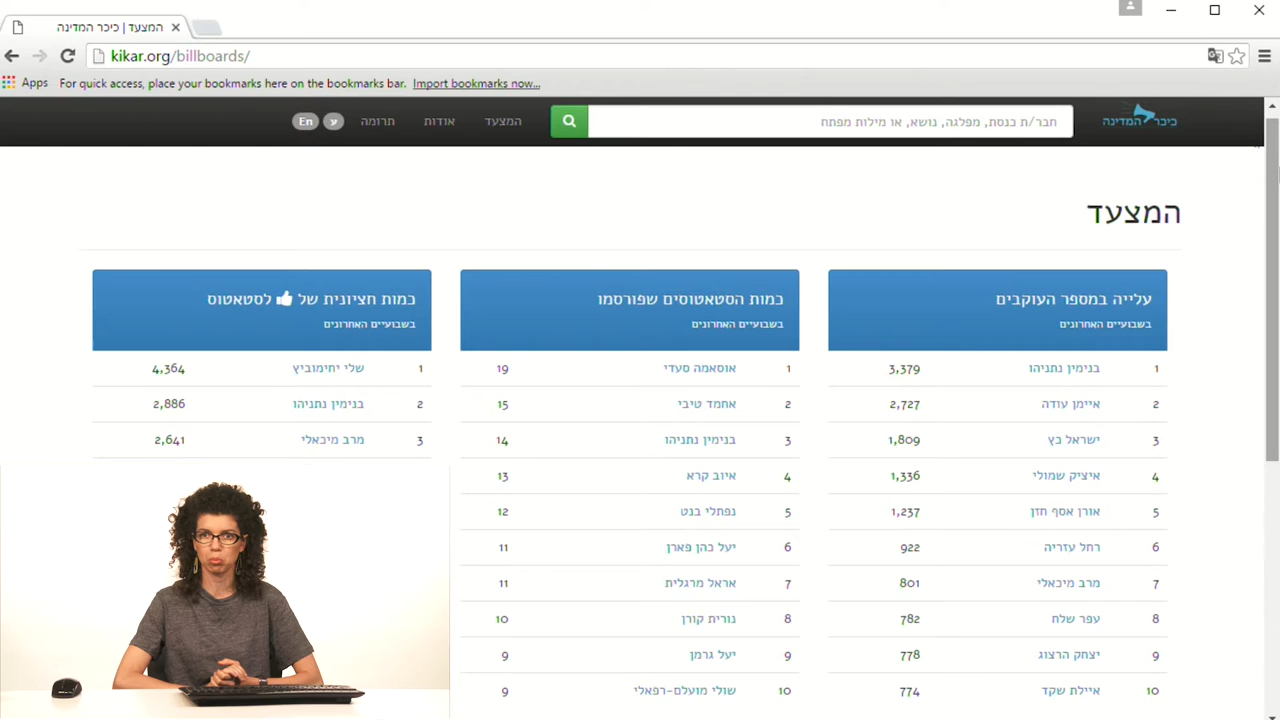 המצעד | כיכר המדינה
kikar.org/billboards/
Apps For quick access, place your bookmarks here on the bookmarks bar. Import bookmarks now...
כיכר המדינה
חבר/ת כנסת, מפלגה, נושא, או מילות מפתח
המצעד אודות תרומה ע En
המצעד
עלייה במספר העוקבים
בשבועיים האחרונים
1 בנימין נתניהו 3,379
2 איימן עודה 2,727
3 ישראל כץ 1,809
4 איציק שמולי 1,336
5 אורן אסף חזן 1,237
6 רחל עזריה 922
7 מרב מיכאלי 801
8 עפר שלח 782
9 יצחק הרצוג 778
10 איילת שקד 774
כמות הסטאטוסים שפורסמו
בשבועיים האחרונים
1 אוסאמה סעדי 19
2 אחמד טיבי 15
3 בנימין נתניהו 14
4 איוב קרא 13
5 נפתלי בנט 12
6 יעל כהן פארן 11
7 אראל מרגלית 11
8 נורית קורן 10
9 יעל גרמן 9
10 שולי מועלם-רפאלי 9
כמות חציונית של לסטאטוס
בשבועיים האחרונים
1 שלי יחימוביץ 4,364
2 בנימין נתניהו 2,886
3 מרב מיכאלי 2,641